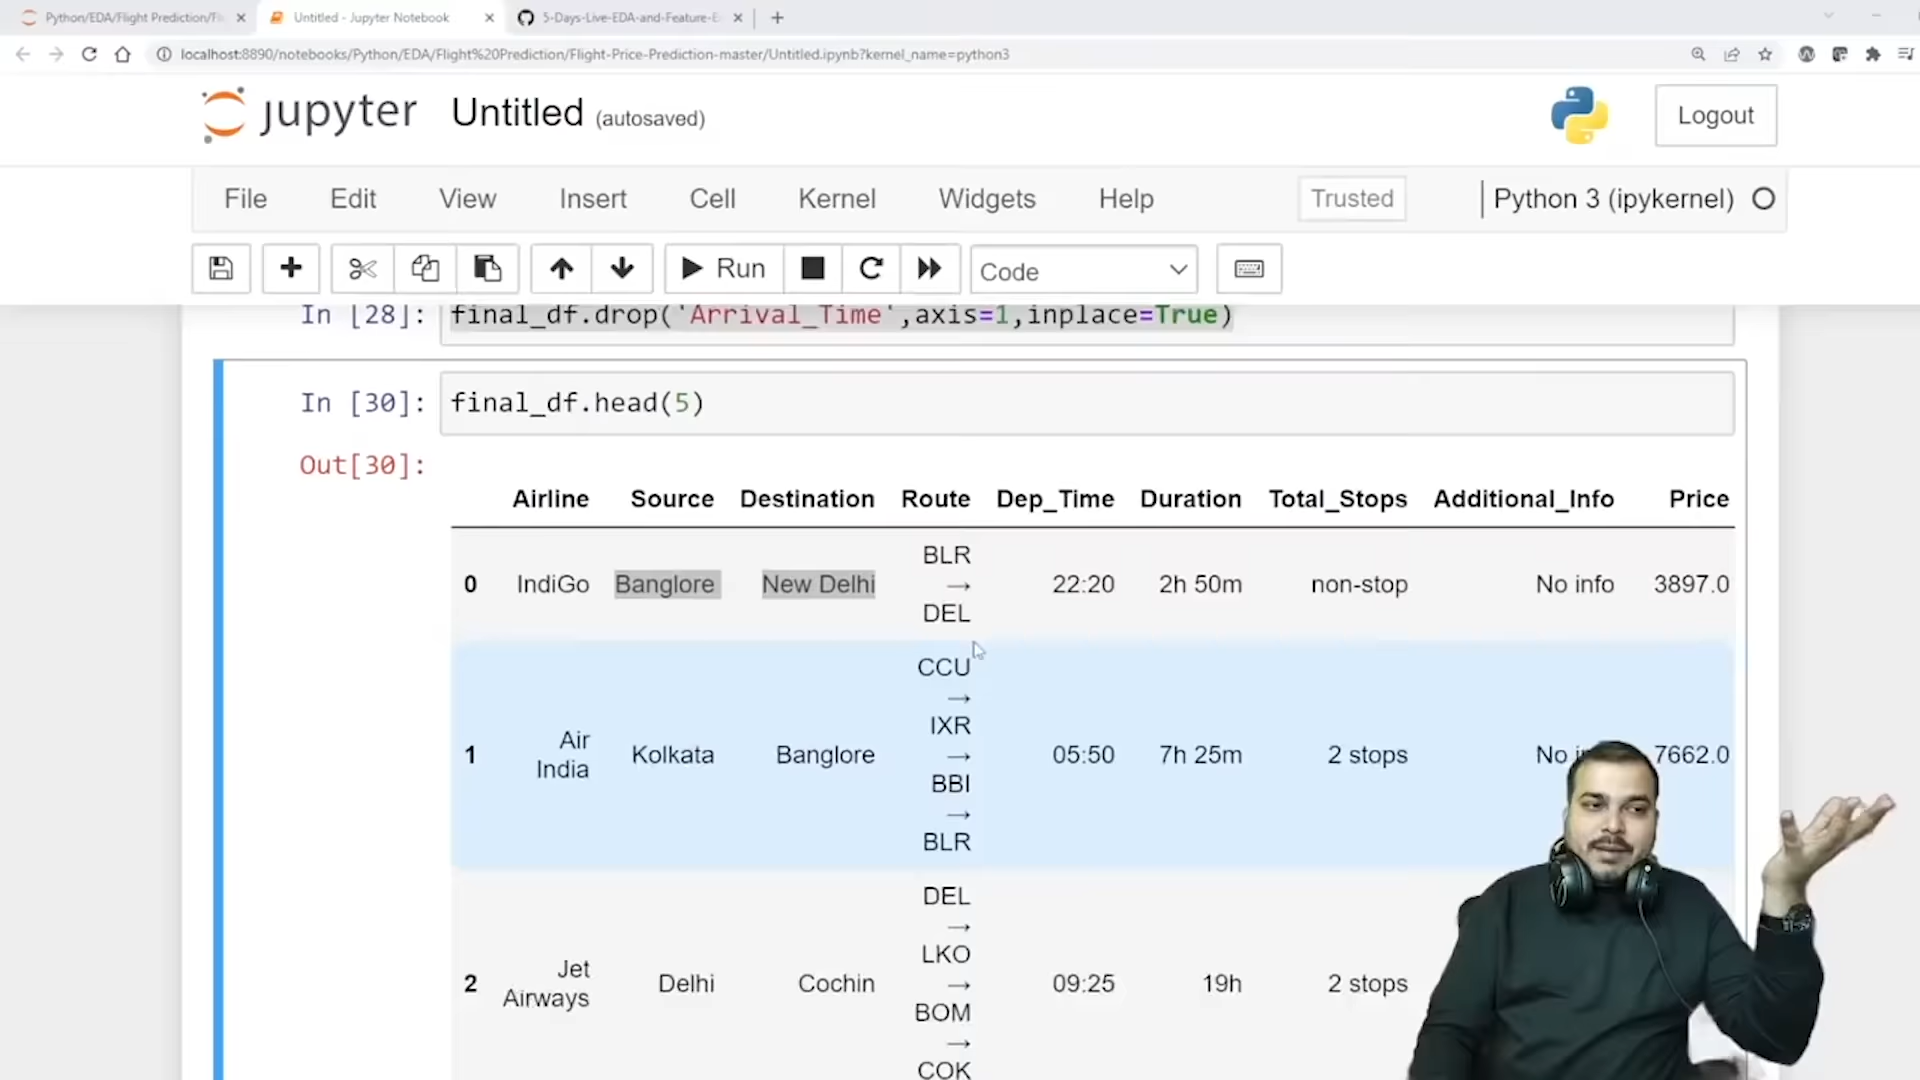 Python/EDA/Flight Prediction/Fl
Untitled - Jupyter Notebook
5-Days-Live-EDA-and-Feature-E
localhost:8890/notebooks/Python/EDA/Flight%20Prediction/Flight-Price-Prediction-master/Untitled.ipynb?kernel_name=python3
jupyter Untitled (autosaved)
Logout
File Edit View Insert Cell Kernel Widgets Help Trusted Python 3 (ipykernel)
Run Code
In [28]: final_df.drop('Arrival_Time',axis=1,inplace=True)
In [30]: final_df.head(5)
Out[30]:
Airline Source Destination Route Dep_Time Duration Total_Stops Additional_Info Price
0 IndiGo Banglore New Delhi BLR → DEL 22:20 2h 50m non-stop No info 3897.0
1 Air India Kolkata Banglore CCU → IXR → BBI → BLR 05:50 7h 25m 2 stops No 7662.0
2 Jet Airways Delhi Cochin DEL → LKO → BOM → COK 09:25 19h 2 stops